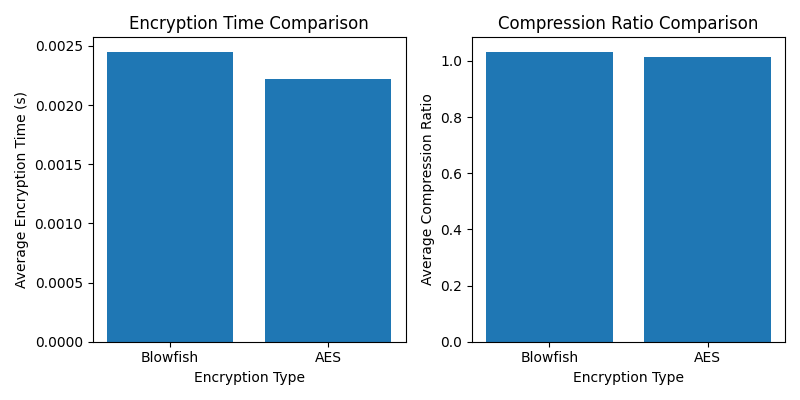 Encryption Time Comparison
Average Encryption Time (s)
0.0025
0.0020
0.0015
0.0010
0.0005
0.0000
Blowfish AES
Encryption Type
Compression Ratio Comparison
Average Compression Ratio
1.0
0.8
0.6
0.4
0.2
0.0
Blowfish AES
Encryption Type